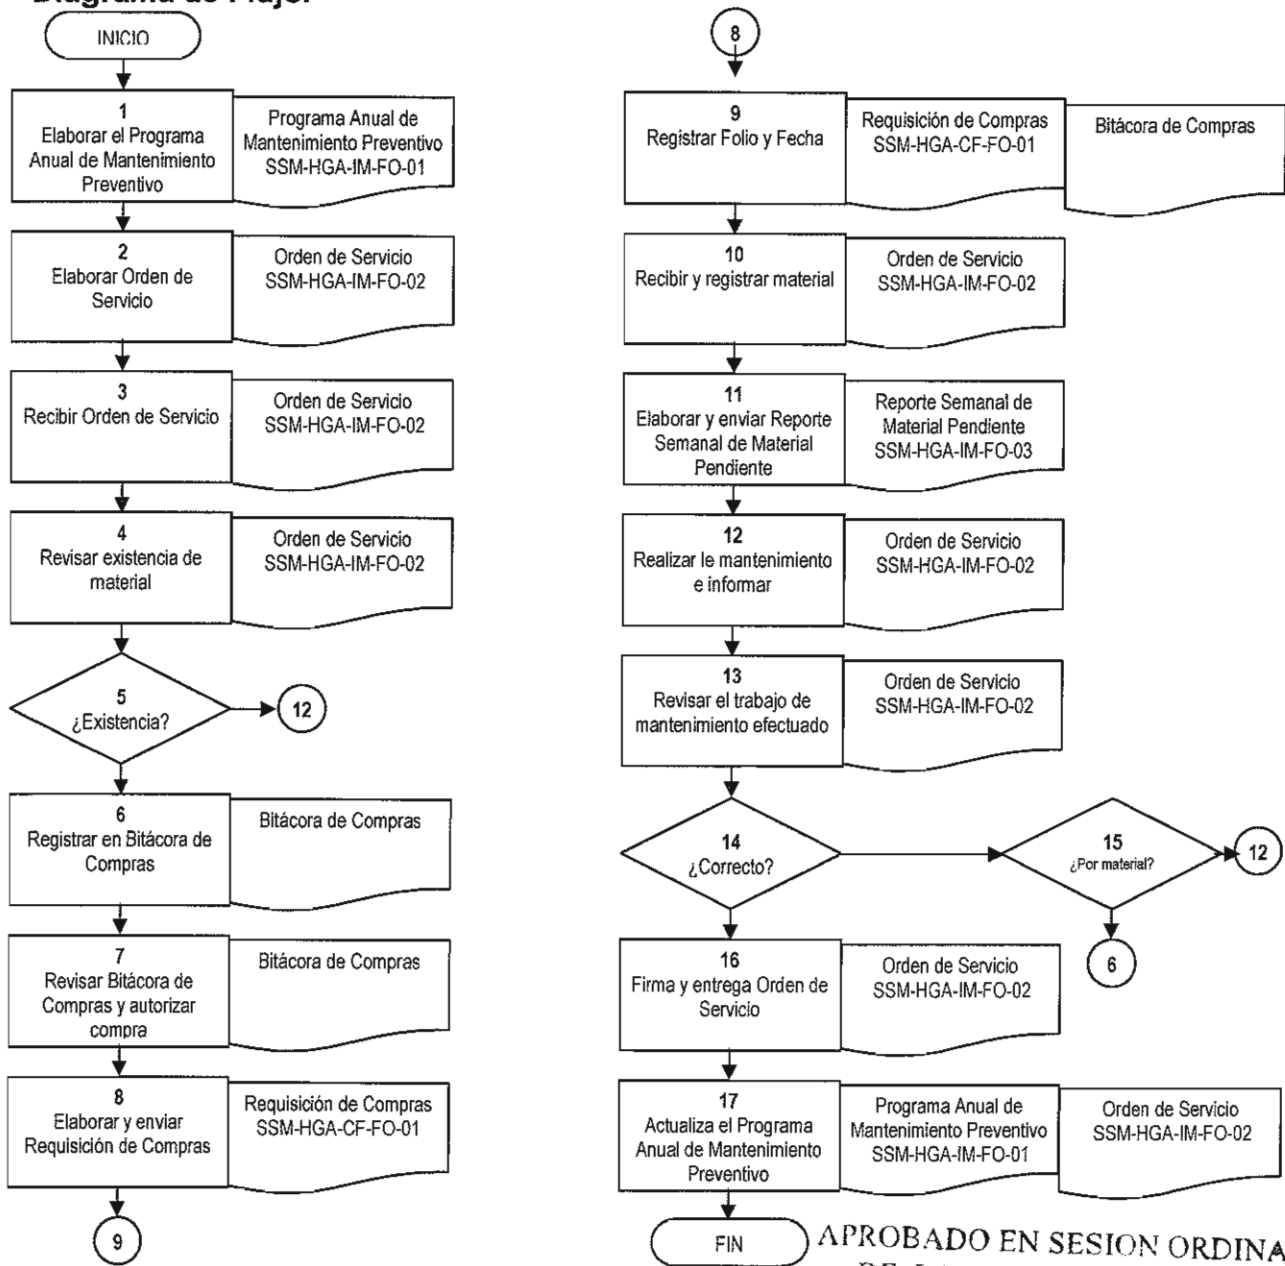 Diagrama de Flujo.
INICIO
1
Elaborar el Programa
Anual de Mantenimiento
Preventivo
Programa Anual de
Mantenimiento Preventivo
SSM-HGA-IM-FO-01
2
Elaborar Orden de
Servicio
Orden de Servicio
SSM-HGA-IM-FO-02
3
Recibir Orden de Servicio
Orden de Servicio
SSM-HGA-IM-FO-02
4
Revisar existencia de
material
Orden de Servicio
SSM-HGA-IM-FO-02
5
¿Existencia?
12
6
Registrar en Bitácora de
Compras
Bitácora de Compras
7
Revisar Bitácora de
Compras y autorizar
compra
Bitácora de Compras
8
Elaborar y enviar
Requisición de Compras
Requisición de Compras
SSM-HGA-CF-FO-01
9
8
9
Registrar Folio y Fecha
Requisición de Compras
SSM-HGA-CF-FO-01
Bitácora de Compras
10
Recibir y registrar material
Orden de Servicio
SSM-HGA-IM-FO-02
11
Elaborar y enviar Reporte
Semanal de Material
Pendiente
Reporte Semanal de
Material Pendiente
SSM-HGA-IM-FO-03
12
Realizar le mantenimiento
e informar
Orden de Servicio
SSM-HGA-IM-FO-02
13
Revisar el trabajo de
mantenimiento efectuado
Orden de Servicio
SSM-HGA-IM-FO-02
14
¿Correcto?
15
¿Por material?
12
6
16
Firma y entrega Orden de
Servicio
Orden de Servicio
SSM-HGA-IM-FO-02
17
Actualiza el Programa
Anual de Mantenimiento
Preventivo
Programa Anual de
Mantenimiento Preventivo
SSM-HGA-IM-FO-01
Orden de Servicio
SSM-HGA-IM-FO-02
FIN
APROBADO EN SESION ORDINA